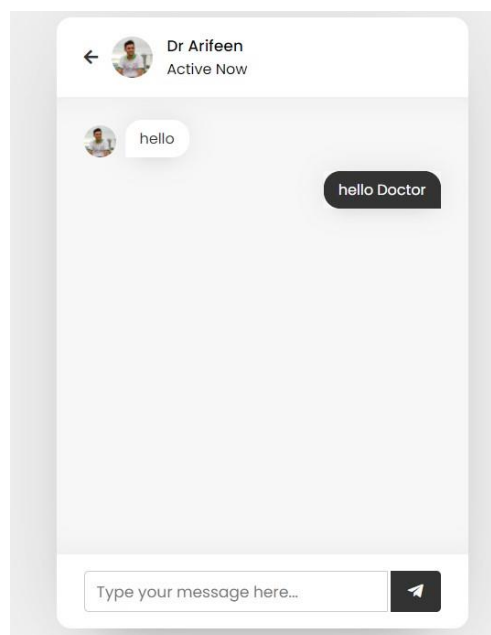 Dr Arifeen
Active Now
hello
hello Doctor
Type your message here...